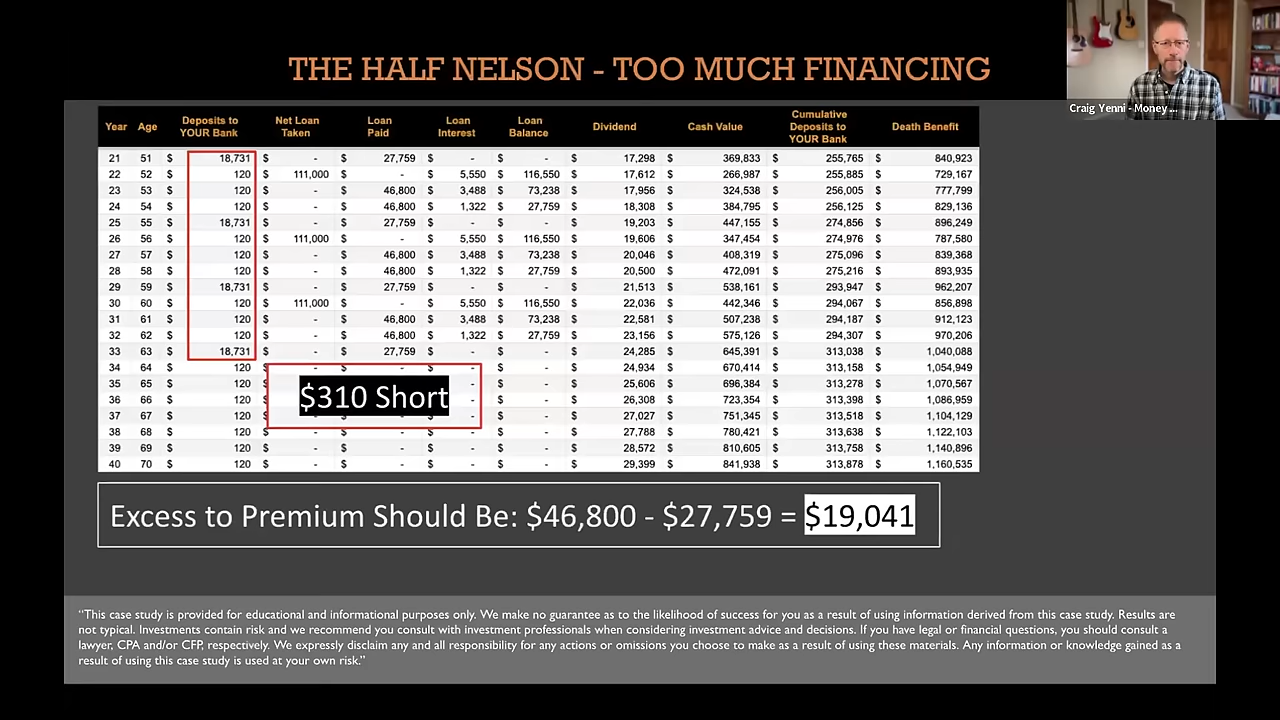 THE HALF NELSON - TOO MUCH FINANCING
Craig Yenni - Money ...
Year Age Deposits to YOUR Bank Net Loan Taken Loan Paid Loan Interest Loan Balance Dividend Cash Value Cumulative Deposits to YOUR Bank Death Benefit
21 51 $ 18,731 $ - $ 27,759 $ - $ - $ 17,298 $ 369,833 $ 255,765 $ 840,923
22 52 $ 120 $ 111,000 $ - $ 5,550 $ 116,550 $ 17,612 $ 266,987 $ 255,885 $ 729,167
23 53 $ 120 $ - $ 46,800 $ 3,488 $ 73,238 $ 17,956 $ 324,538 $ 256,005 $ 777,799
24 54 $ 120 $ - $ 46,800 $ 1,322 $ 27,759 $ 18,308 $ 384,795 $ 256,125 $ 829,136
25 55 $ 18,731 $ - $ 27,759 $ - $ - $ 19,203 $ 447,155 $ 274,856 $ 896,249
26 56 $ 120 $ 111,000 $ - $ 5,550 $ 116,550 $ 19,606 $ 347,454 $ 274,976 $ 787,580
27 57 $ 120 $ - $ 46,800 $ 3,488 $ 73,238 $ 20,046 $ 408,319 $ 275,096 $ 839,368
28 58 $ 120 $ - $ 46,800 $ 1,322 $ 27,759 $ 20,500 $ 472,091 $ 275,216 $ 893,935
29 59 $ 18,731 $ - $ 27,759 $ - $ - $ 21,513 $ 538,161 $ 293,947 $ 962,207
30 60 $ 120 $ 111,000 $ - $ 5,550 $ 116,550 $ 22,036 $ 442,346 $ 294,067 $ 856,898
31 61 $ 120 $ - $ 46,800 $ 3,488 $ 73,238 $ 22,581 $ 507,238 $ 294,187 $ 912,123
32 62 $ 120 $ - $ 46,800 $ 1,322 $ 27,759 $ 23,156 $ 575,126 $ 294,307 $ 970,206
33 63 $ 18,731 $ - $ 27,759 $ - $ - $ 24,285 $ 645,391 $ 313,038 $ 1,040,088
34 64 $ 120 $ - $ - $ - $ - $ 24,934 $ 670,414 $ 313,158 $ 1,054,949
35 65 $ 120 $ - $ - $ 25,606 $ 696,384 $ 313,278 $ 1,070,567
36 66 $ 120 $ - $ - $ 26,308 $ 723,354 $ 313,398 $ 1,086,959
37 67 $ 120 $ - $ - $ - $ - $ 27,027 $ 751,345 $ 313,518 $ 1,104,129
38 68 $ 120 $ - $ - $ - $ - $ 27,788 $ 780,421 $ 313,638 $ 1,122,103
39 69 $ 120 $ - $ - $ - $ - $ 28,572 $ 810,605 $ 313,758 $ 1,140,896
40 70 $ 120 $ - $ - $ - $ - $ 29,399 $ 841,938 $ 313,878 $ 1,160,535
$310 Short
Excess to Premium Should Be: $46,800 - $27,759 = $19,041
“This case study is provided for educational and informational purposes only. We make no guarantee as to the likelihood of success for you as a result of using information derived from this case study. Results are
not typical. Investments contain risk and we recommend you consult with investment professionals when considering investment advice and decisions. If you have legal or financial questions, you should consult a
lawyer, CPA and/or CFP, respectively. We expressly disclaim any and all responsibility for any actions or omissions you choose to make as a result of using these materials. Any information or knowledge gained as a
result of using this case study is used at your own risk.”